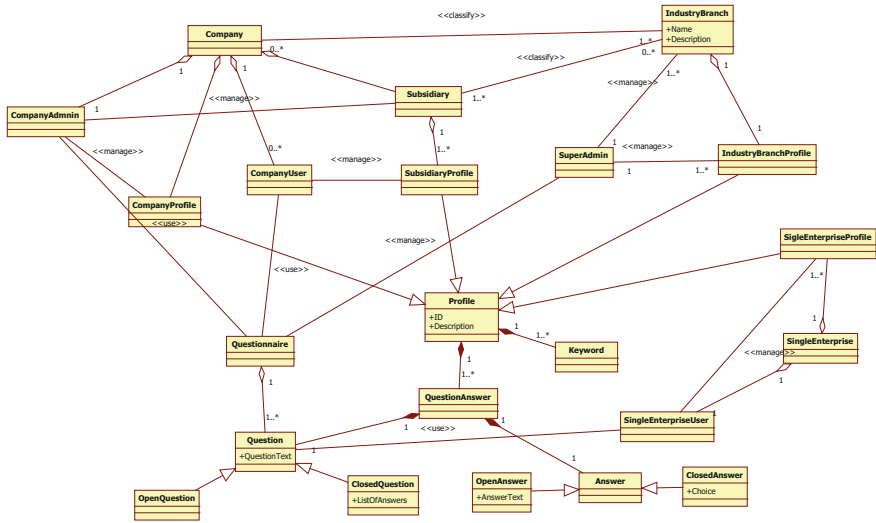 IndustryBranch
+Name
+Description
<<classify>>
Company
0..*
1
1
1..*
0..*
<<classify>>
<<manage>>
1..*
Subsidiary
1..*
<<manage>>
CompanyAdmnin
1
<<manage>>
0..*
1..*
CompanyUser
<<manage>>
SubsidiaryProfile
SuperAdmin
1
<<manage>>
1
1
IndustryBranchProfile
1..*
CompanyProfile
<<use>>
<<manage>>
SigleEnterpriseProfile
1..*
<<use>>
Profile
+ID
+Description
1
1..*
Keyword
1
1..*
1
SingleEnterprise
<<manage>>
1
Questionnaire
1
1..*
QuestionAnswer
1
1
<<use>>
SingleEnterpriseUser
1
Question
+QuestionText
1
1
OpenQuestion
ClosedQuestion
+ListOfAnswers
OpenAnswer
+AnswerText
Answer
ClosedAnswer
+Choice